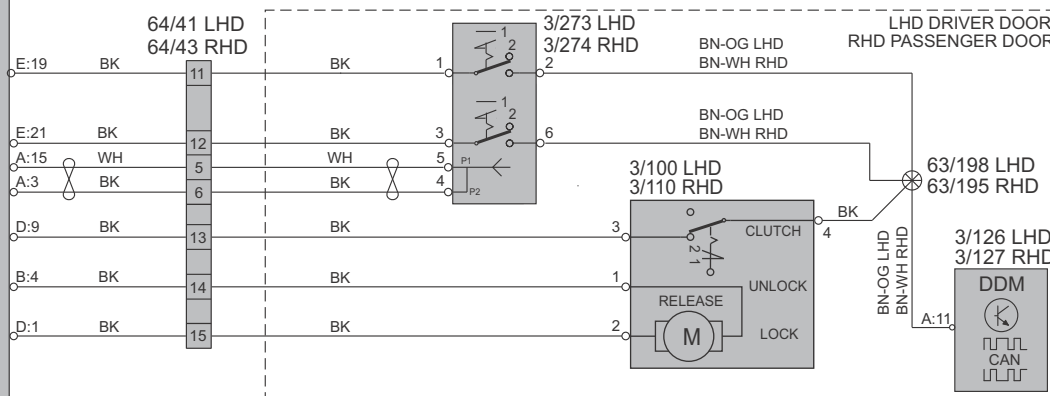 64/41 LHD
64/43 RHD
3/273 LHD
3/274 RHD
LHD DRIVER DOOR
RHD PASSENGER DOOR
BN-OG LHD
BN-WH RHD
1
2
E:19
BK
11
BK
1
2
1
2
BN-OG LHD
BN-WH RHD
E:21
BK
12
BK
3
6
A:15
WH
5
WH
5
P1
A:3
BK
6
BK
4
P2
3/100 LHD
3/110 RHD
63/198 LHD
63/195 RHD
D:9
BK
13
BK
3
CLUTCH
BK
4
2
1
BN-OG LHD
BN-WH RHD
3/126 LHD
3/127 RHD
B:4
BK
14
BK
1
UNLOCK
DDM
RELEASE
D:1
BK
15
BK
2
M
LOCK
A:11
CAN